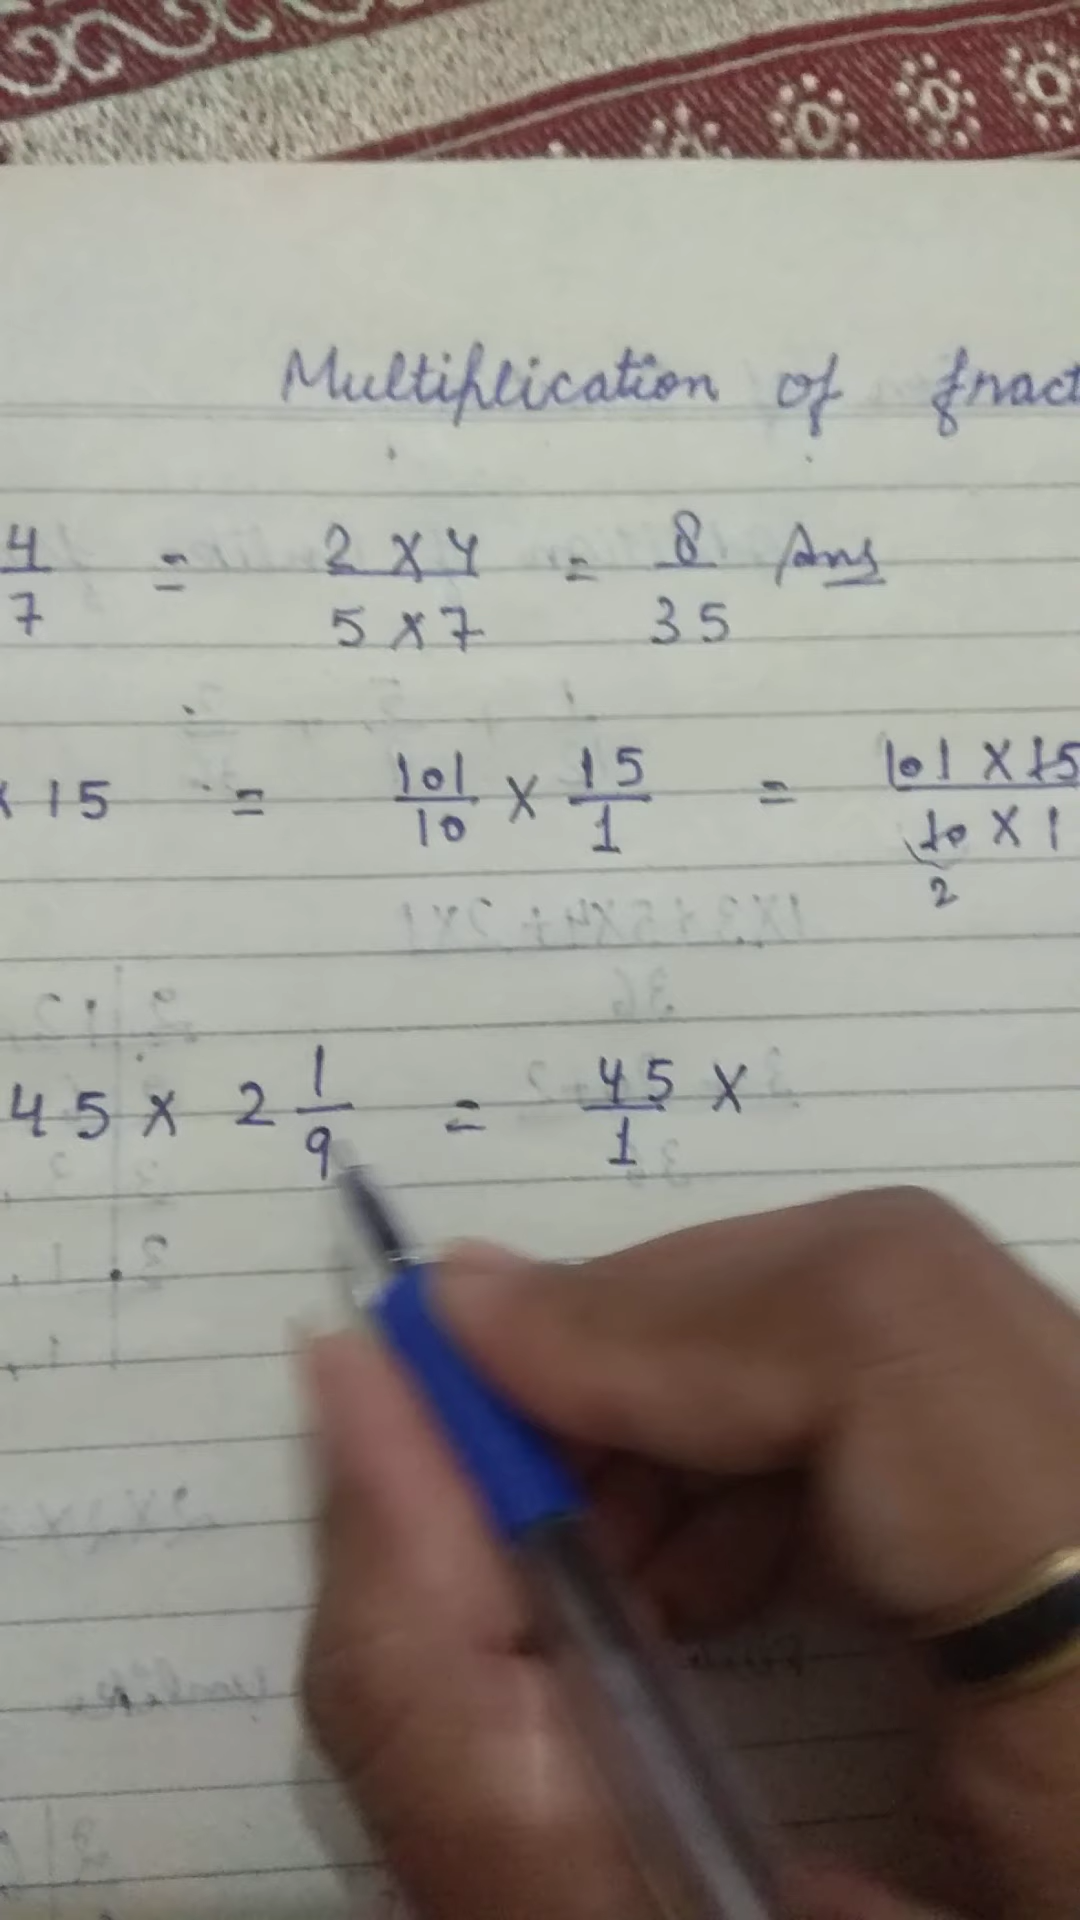 Multiplication of fract
4/7 = 2 X 4/5 X 7 = 8/35 Ans
X 15 = 101/10 X 15/1 = 101 X 15/10 X 1
2
45 X 2 1/9 = 45/1 X